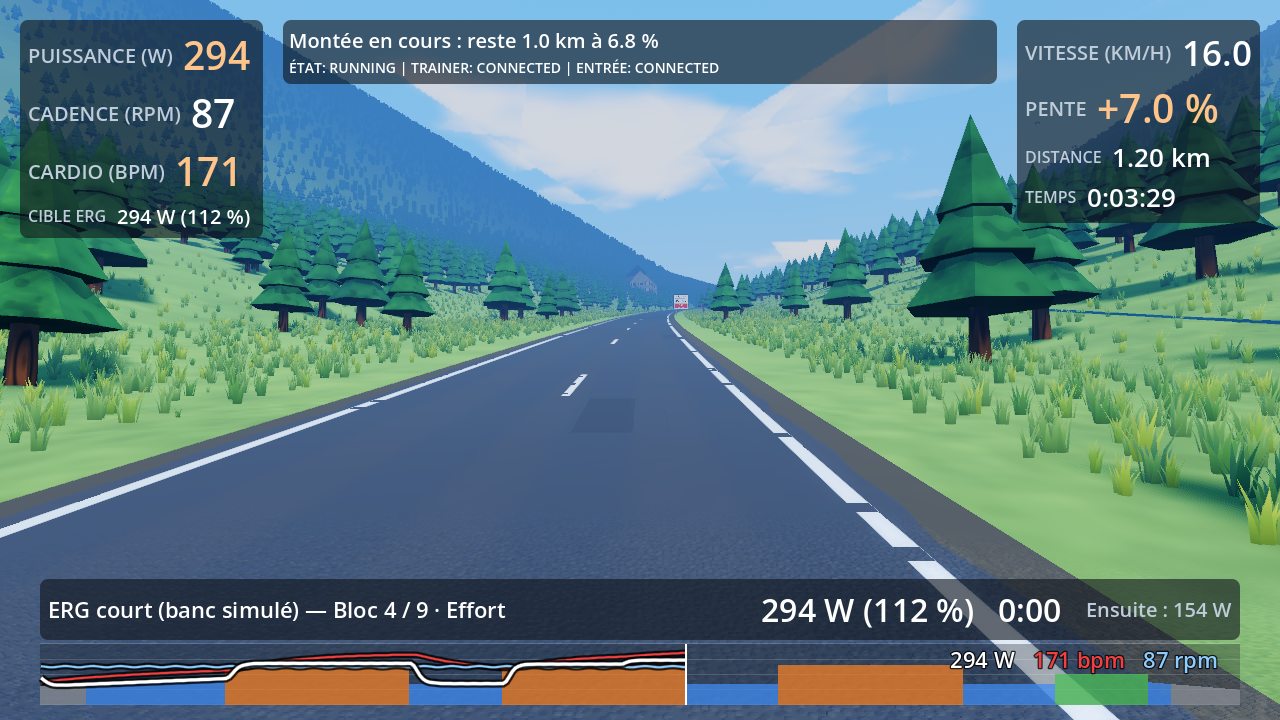 PUISSANCE (W) 294
CADENCE (RPM) 87
CARDIO (BPM) 171
CIBLE ERG 294 W (112 %)
Montée en cours : reste 1.0 km à 6.8 %
ÉTAT: RUNNING | TRAINER: CONNECTED | ENTRÉE: CONNECTED
VITESSE (KM/H) 16.0
PENTE +7.0 %
DISTANCE 1.20 km
TEMPS 0:03:29
ERG court (banc simulé) — Bloc 4 / 9 · Effort 294 W (112 %) 0:00 Ensuite : 154 W
294 W 171 bpm 87 rpm